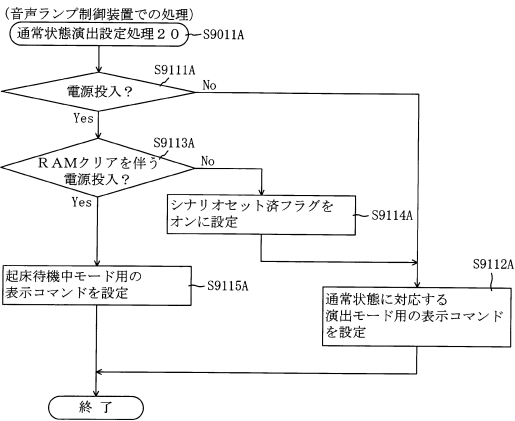 (音声ランプ制御装置での処理)
通常状態演出設定処理２０
S9011A
S9111A
電源投入？
No
Yes
S9113A
ＲＡＭクリアを伴う
電源投入？
No
Yes
シナリオセット済フラグを
オンに設定
S9114A
起床待機中モード用の
表示コマンドを設定
S9115A
S9112A
通常状態に対応する
演出モード用の表示コマンド
を設定
終了